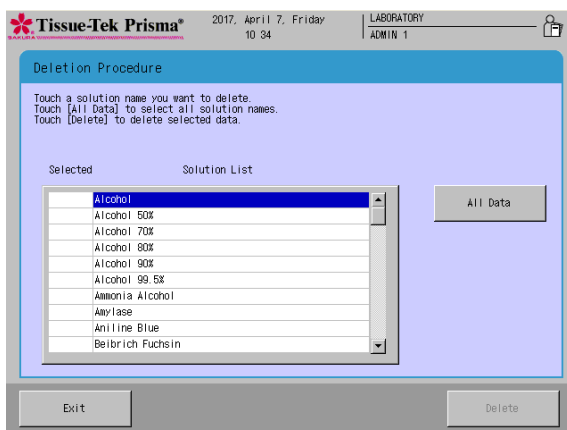 Tissue-Tek Prisma®
2017, April 7, Friday
10 34
LABORATORY
ADMIN 1
SAKURA
Deletion Procedure
Touch a solution name you want to delete.
Touch [All Data] to select all solution names.
Touch [Delete] to delete selected data.
Selected Solution List
Alcohol
Alcohol 50%
Alcohol 70%
Alcohol 80%
Alcohol 90%
Alcohol 99.5%
Ammonia Alcohol
Amylase
Aniline Blue
Beibrich Fuchsin
All Data
Exit
Delete